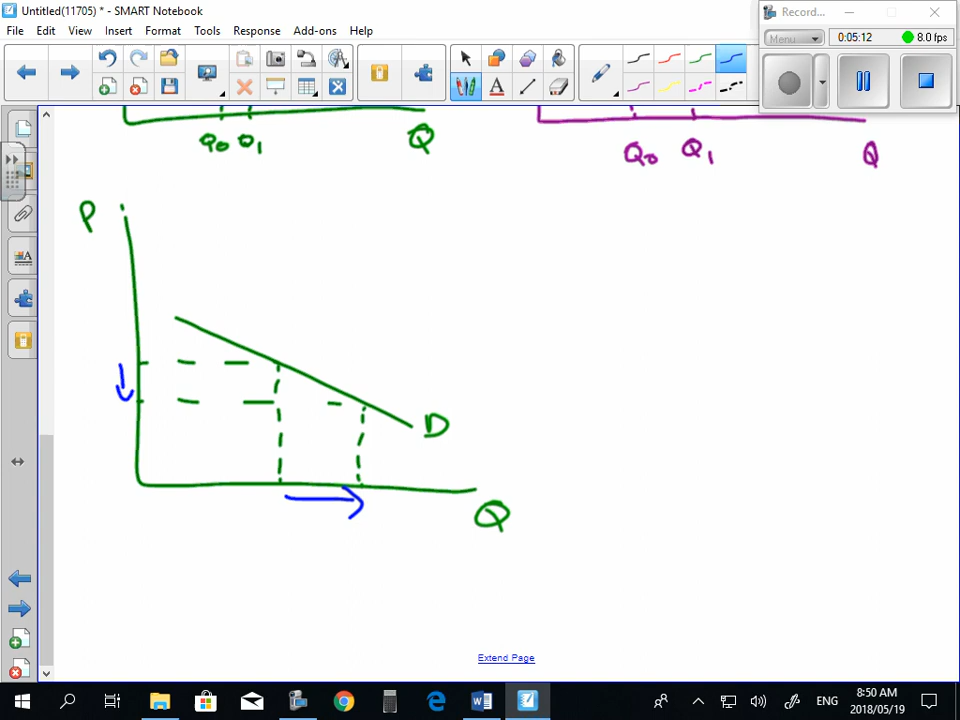 Untitled(11705) * - SMART Notebook
File Edit View Insert Format Tools Response Add-ons Help
Record...
Menu
0:05:12
8.0 fps
Q0 Q1 Q
Q0 Q1 Q
P
D
Q
Extend Page
ENG
8:50 AM
2018/05/19